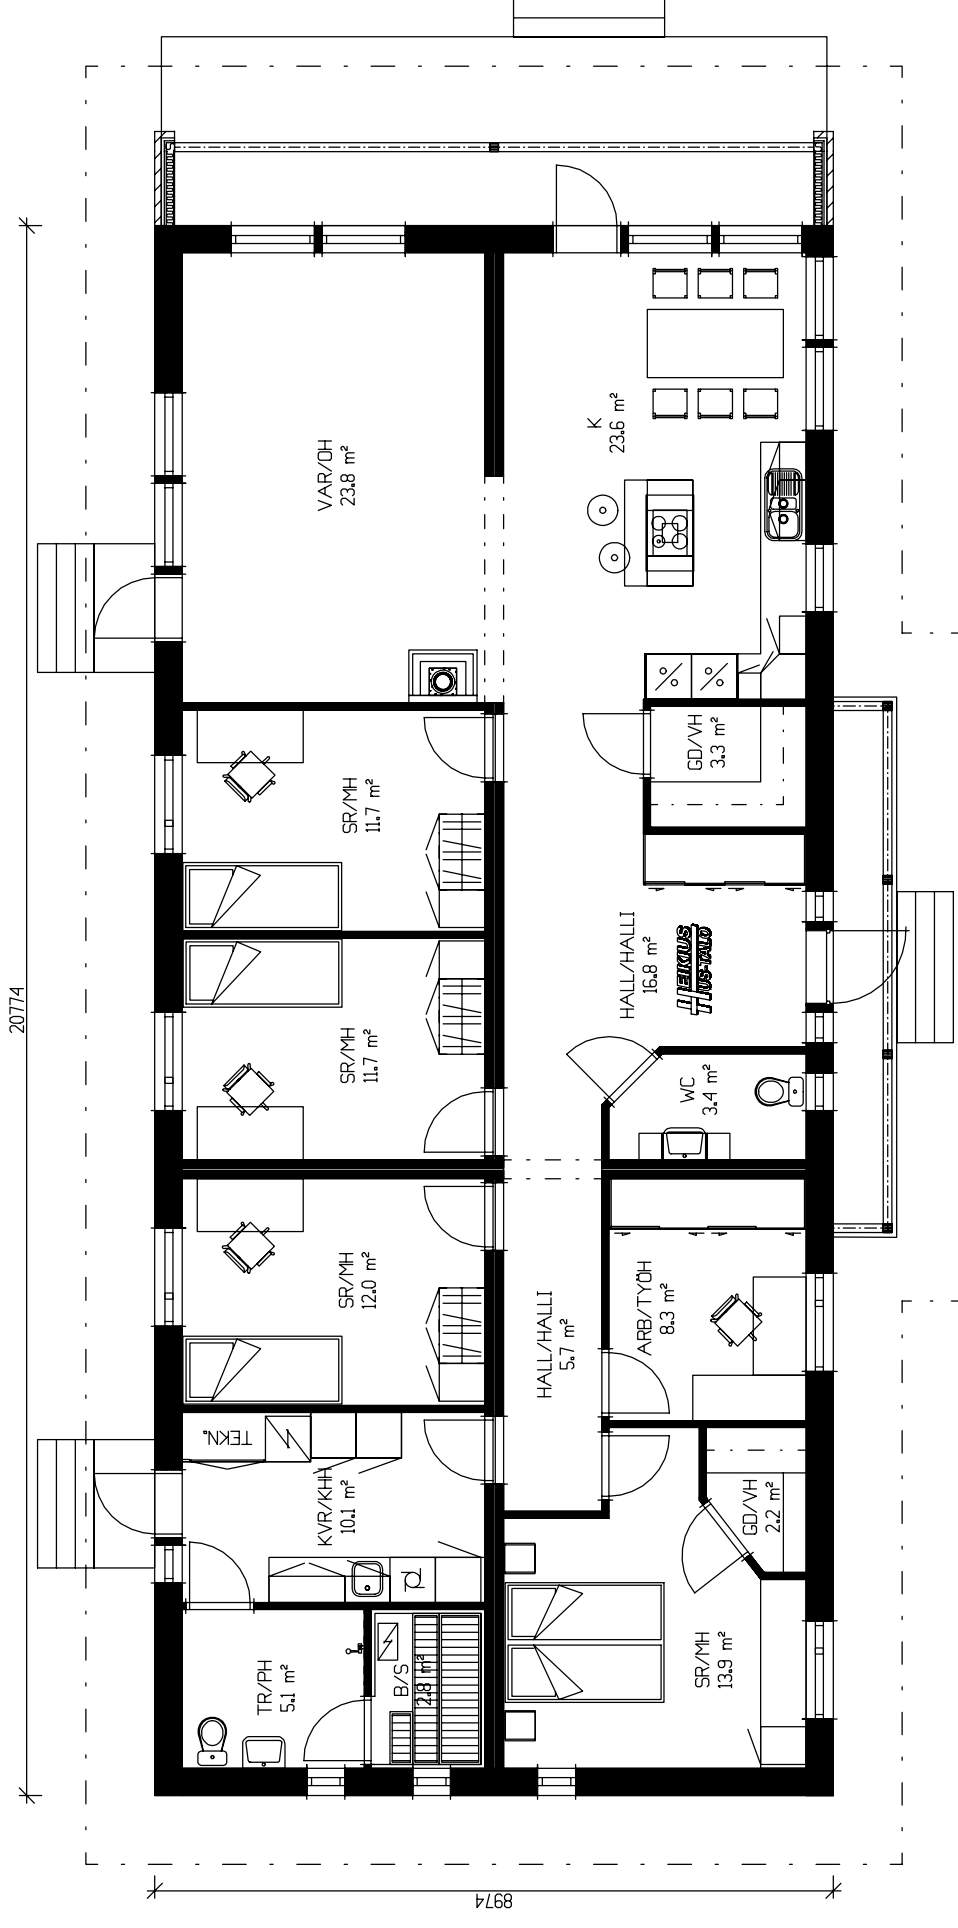 VAR/OH
23.8 m²
K
23.6 m²
SR/MH
11.7 m²
GD/VH
3.3 m²
HALL/HALLI
16.8 m²
HEIKIUS
HUS-TALO
SR/MH
11.7 m²
WC
3.4 m²
20774
SR/MH
12.0 m²
HALL/HALLI
5.7 m²
ARB/TYÖH
8.3 m²
TEKN.
KVR/KHH
10.1 m²
GD/VH
2.2 m²
TR/PH
5.1 m²
B/S
2.8 m²
SR/MH
13.9 m²
8974